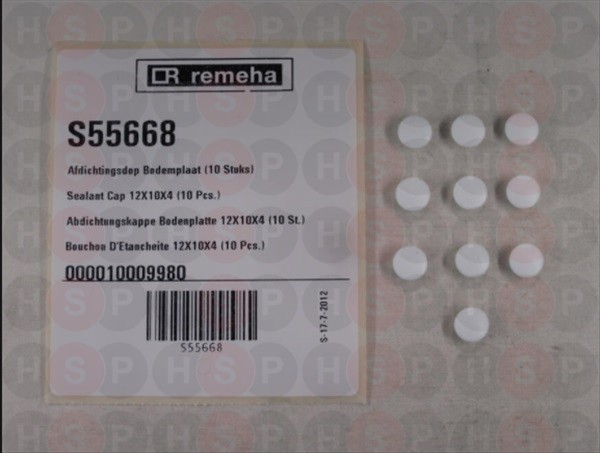 remeha
S55668
Afdichtingsdop Bodemplaat (10 Stuks)
Sealant Cap 12X10X4 (10 Pcs.)
Abdichtungskappe Bodenplatte 12X10X4 (10 St.)
Bouchon D'Etancheite 12X10X4 (10 Pcs.)
000010009980
S55668
S-17-7-2012
HSP